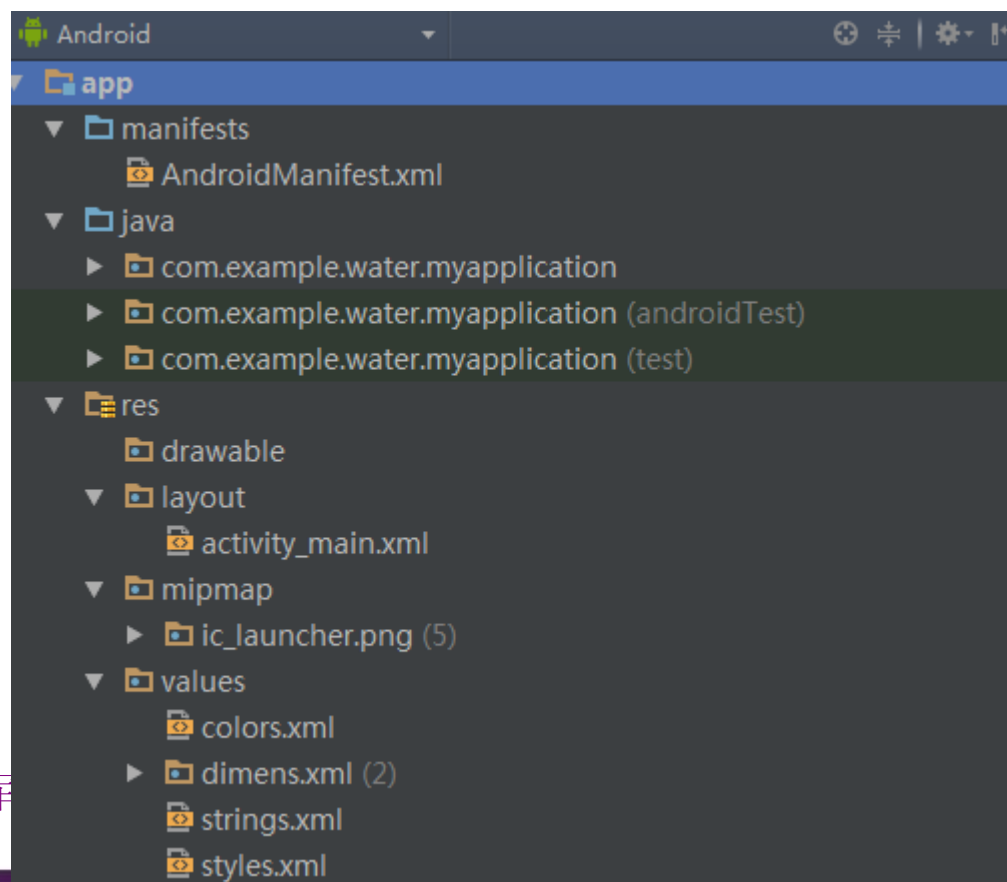 Android
app
manifests
AndroidManifest.xml
java
com.example.water.myapplication
com.example.water.myapplication (androidTest)
com.example.water.myapplication (test)
res
drawable
layout
activity_main.xml
mipmap
ic_launcher.png (5)
values
colors.xml
dimens.xml (2)
strings.xml
styles.xml